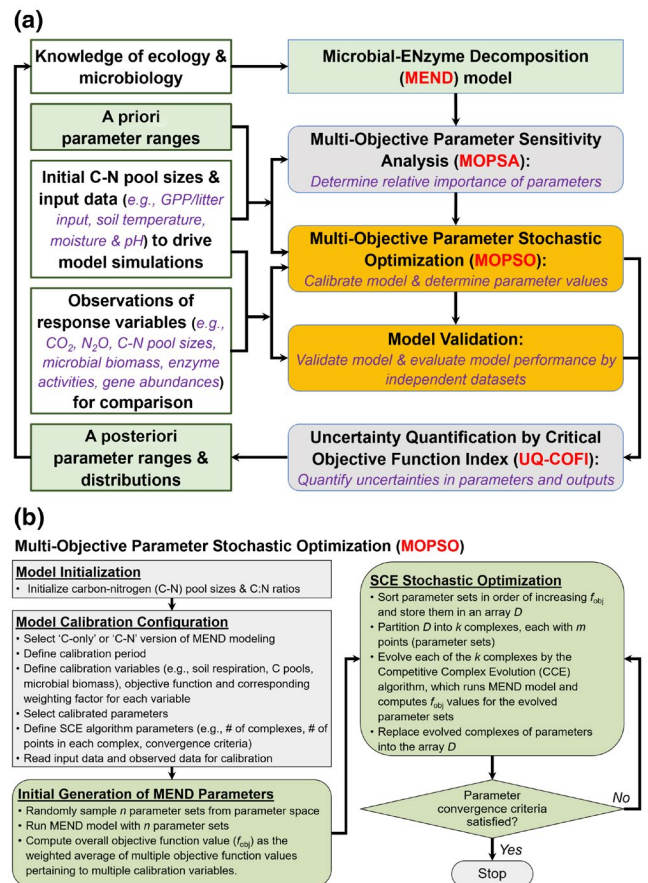 (a)
Knowledge of ecology &
microbiology
Microbial-ENzyme Decomposition
(MEND) model
A priori
parameter ranges
Multi-Objective Parameter Sensitivity
Analysis (MOPSA):
Determine relative importance of parameters
Initial C-N pool sizes &
input data (e.g., GPP/litter
input, soil temperature,
moisture & pH) to drive
model simulations
Multi-Objective Parameter Stochastic
Optimization (MOPSO):
Calibrate model & determine parameter values
Observations of
response variables (e.g.,
CO₂, N₂O, C-N pool sizes,
microbial biomass, enzyme
activities, gene abundances)
for comparison
Model Validation:
Validate model & evaluate model performance by
independent datasets
A posteriori
parameter ranges &
distributions
Uncertainty Quantification by Critical
Objective Function Index (UQ-COFI):
Quantify uncertainties in parameters and outputs
(b)
Multi-Objective Parameter Stochastic Optimization (MOPSO)
Model Initialization
• Initialize carbon-nitrogen (C-N) pool sizes & C:N ratios
Model Calibration Configuration
• Select 'C-only' or 'C-N' version of MEND modeling
• Define calibration period
• Define calibration variables (e.g., soil respiration, C pools,
microbial biomass), objective function and corresponding
weighting factor for each variable
• Select calibrated parameters
• Define SCE algorithm parameters (e.g., # of complexes, # of
points in each complex, convergence criteria)
• Read input data and observed data for calibration
Initial Generation of MEND Parameters
• Randomly sample n parameter sets from parameter space
• Run MEND model with n parameter sets
• Compute overall objective function value (fobj) as the
weighted average of multiple objective function values
pertaining to multiple calibration variables.
SCE Stochastic Optimization
• Sort parameter sets in order of increasing fobj
and store them in an array D
• Partition D into k complexes, each with m
points (parameter sets)
• Evolve each of the k complexes by the
Competitive Complex Evolution (CCE)
algorithm, which runs MEND model and
computes fobj values for the evolved
parameter sets
• Replace evolved complexes of parameters
into the array D
Parameter
convergence criteria
satisfied?
No
Yes
Stop